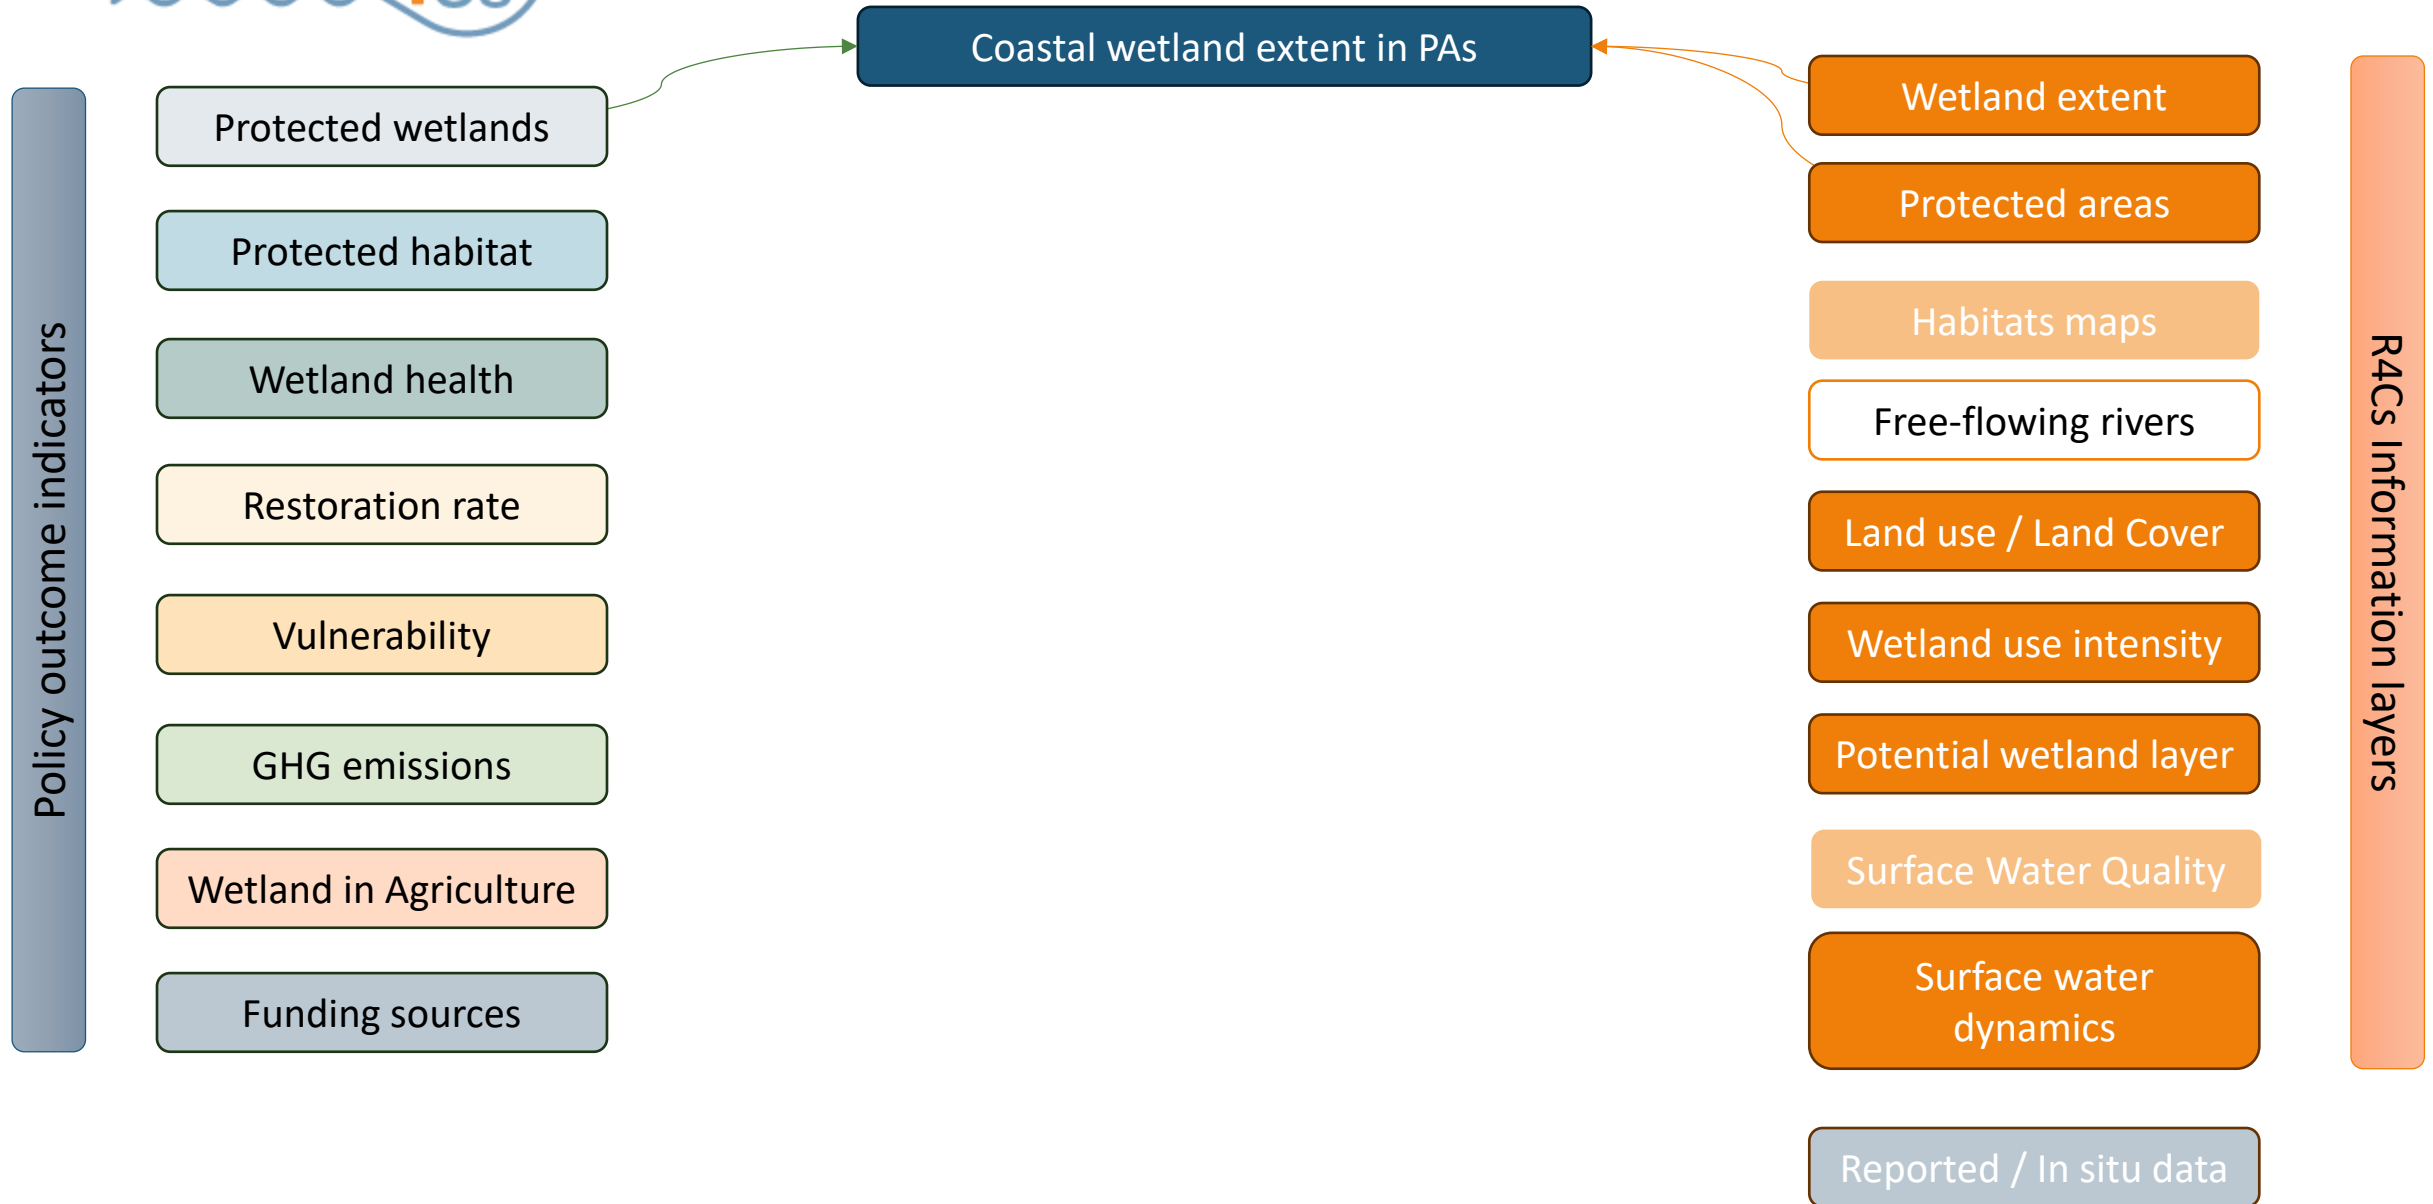 Coastal wetland extent in PAs
Policy outcome indicators
Protected wetlands
Protected habitat
Wetland health
Restoration rate
Vulnerability
GHG emissions
Wetland in Agriculture
Funding sources
Wetland extent
Protected areas
Habitats maps
Free-flowing rivers
Land use / Land Cover
Wetland use intensity
Potential wetland layer
Surface Water Quality
Surface water
dynamics
Reported / In situ data
R4Cs Information layers